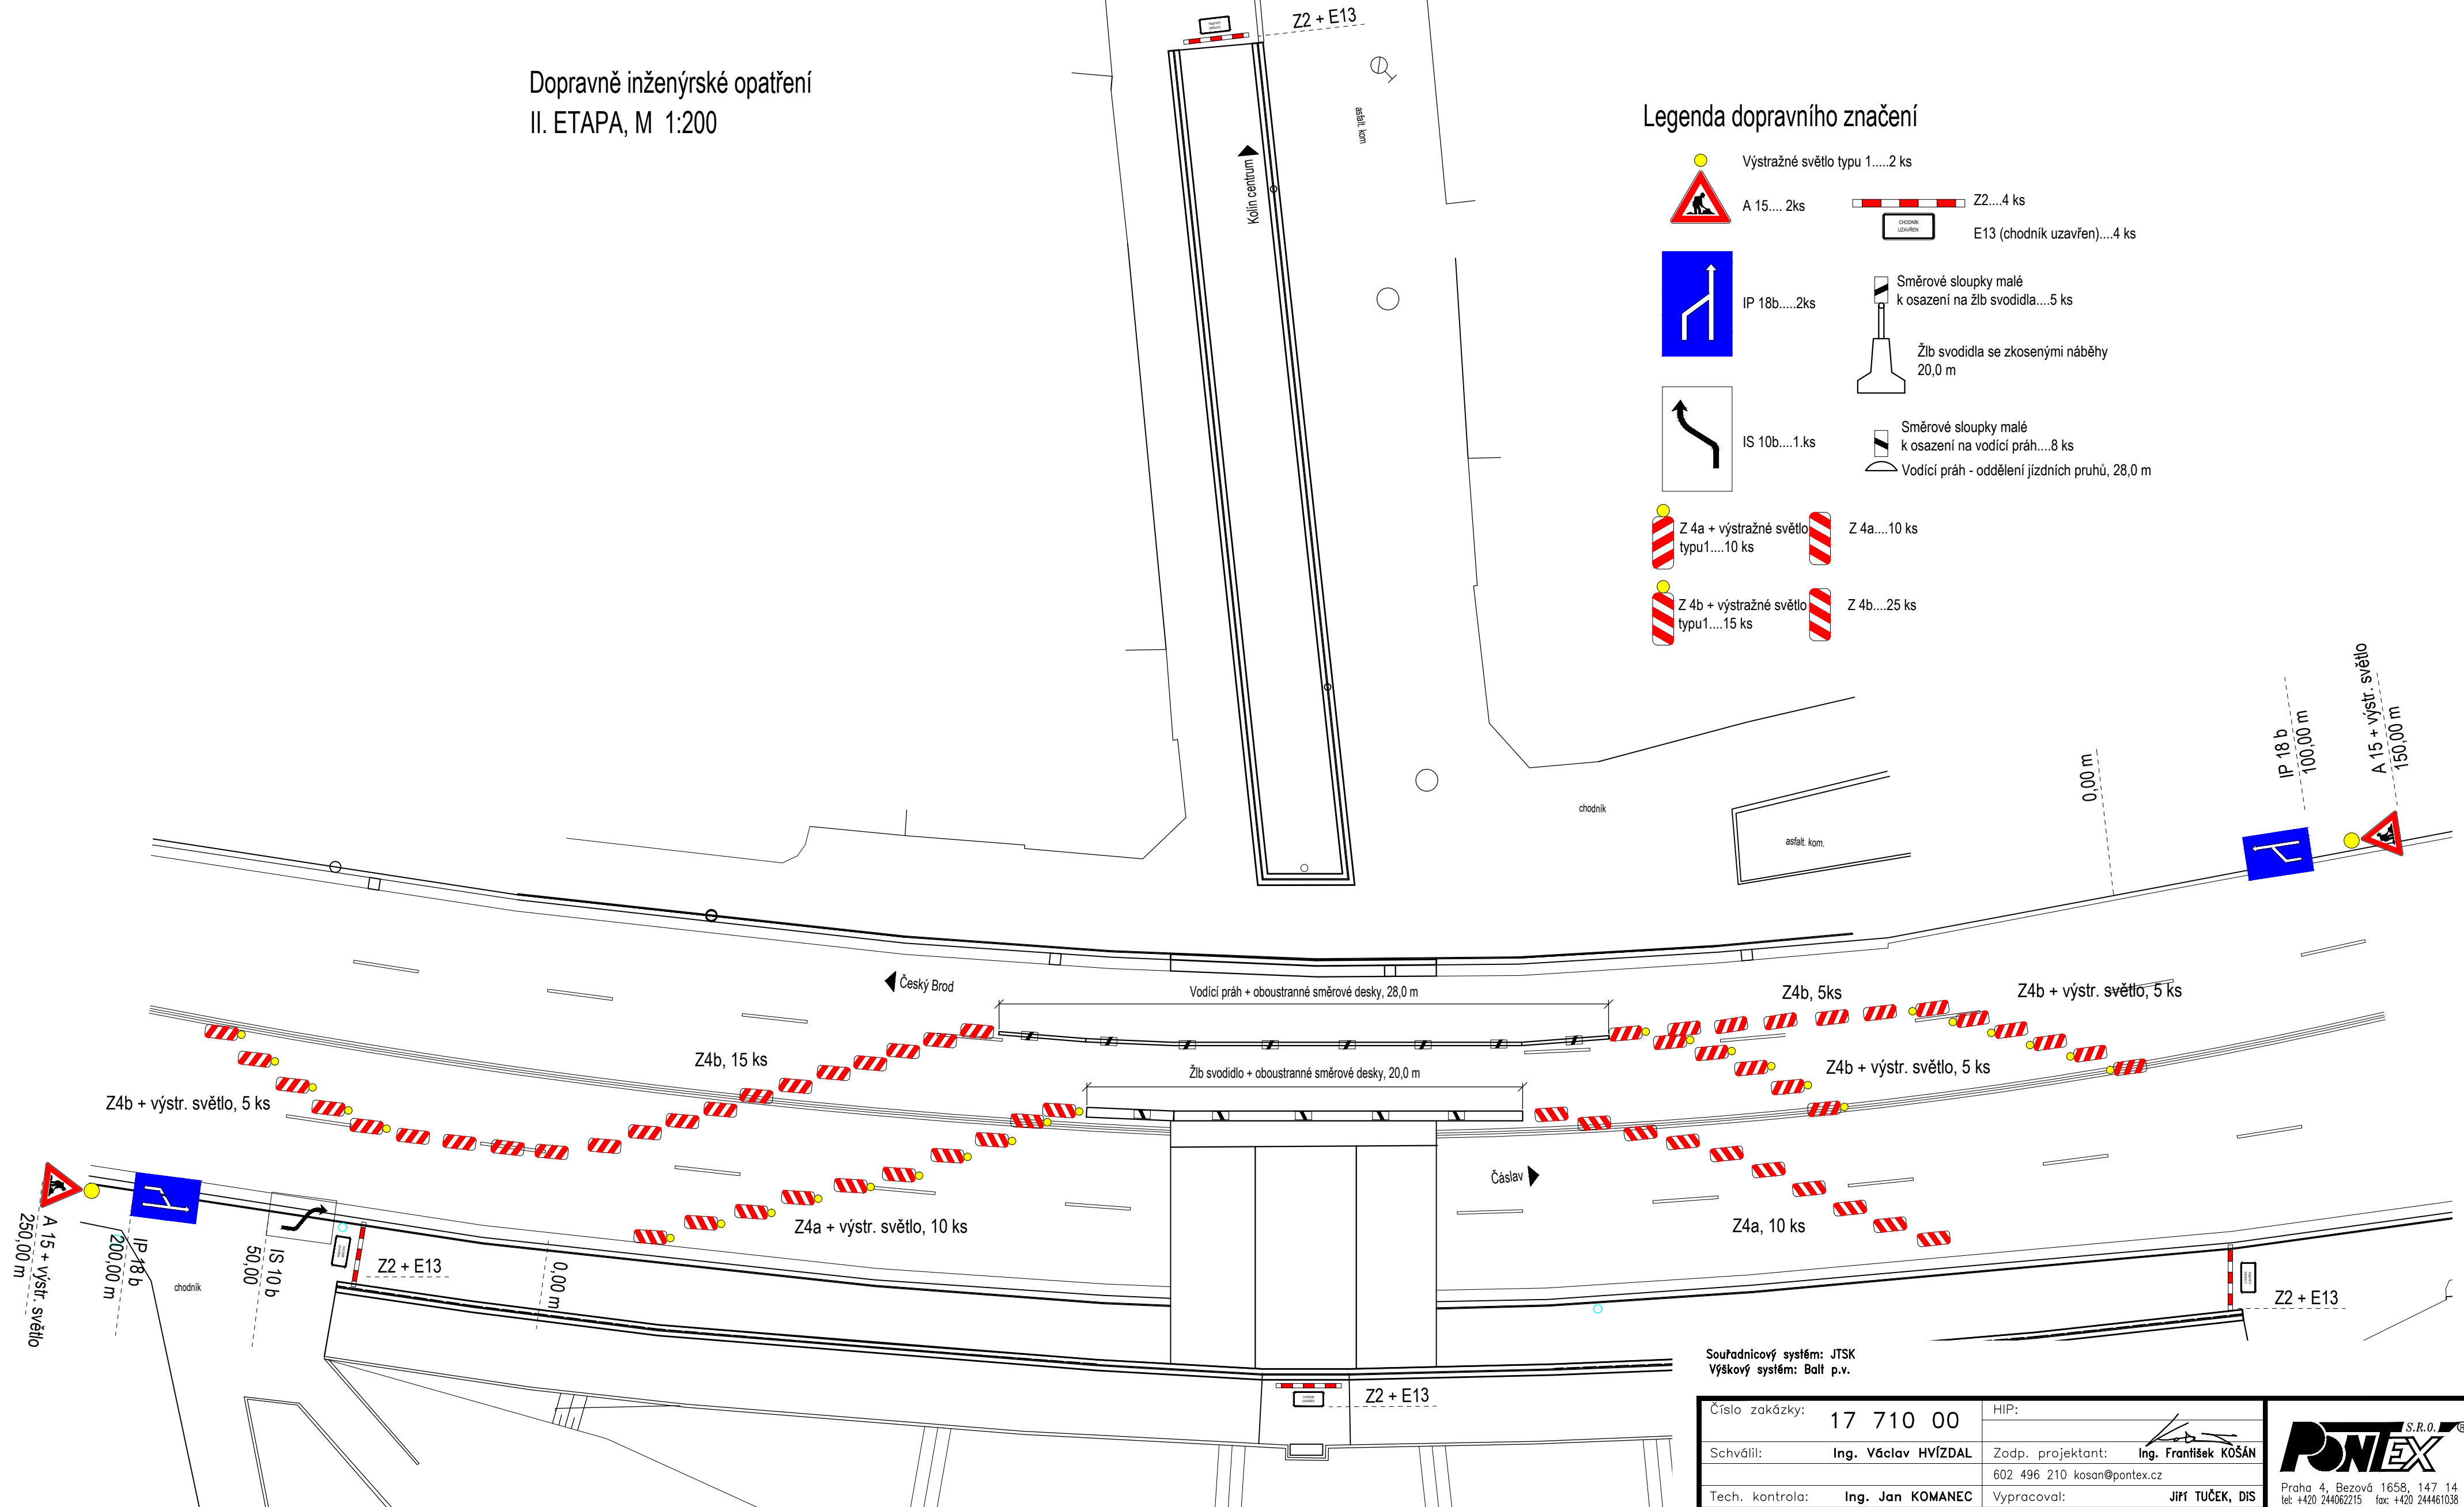 Z2 + E13
Dopravně inženýrské opatření
II. ETAPA, M 1:200
asfalt. kom
Kolín centrum
Legenda dopravního značení
Výstražné světlo typu 1.....2 ks
A 15.... 2ks
Z2....4 ks
CHODNÍK
UZAVŘEN
E13 (chodník uzavřen)....4 ks
IP 18b.....2ks
Směrové sloupky malé
k osazení na žlb svodidla....5 ks
Žlb svodidla se zkosenými náběhy
20,0 m
IS 10b....1.ks
Směrové sloupky malé
k osazení na vodící práh....8 ks
Vodící práh - oddělení jízdních pruhů, 28,0 m
Z 4a + výstražné světlo
typu1....10 ks
Z 4a....10 ks
Z 4b + výstražné světlo
typu1....15 ks
Z 4b....25 ks
A 15 + výstr. světlo
150,00 m
IP 18 b
100,00 m
0,00 m
chodník
asfalt. kom.
Český Brod
Vodící práh + oboustranné směrové desky, 28,0 m
Z4b, 5ks
Z4b + výstr. světlo, 5 ks
Z4b, 15 ks
Žlb svodidlo + oboustranné směrové desky, 20,0 m
Z4b + výstr. světlo, 5 ks
Z4b + výstr. světlo, 5 ks
Čáslav
Z4a + výstr. světlo, 10 ks
Z4a, 10 ks
A 15 + výstr. světlo
250,00 m
IP 18 b
200,00 m
IS 10 b
50,00
chodník
Z2 + E13
0,00 m
Z2 + E13
Z2 + E13
Souřadnicový systém: JTSK
Výškový systém: Balt p.v.
Číslo zakázky:
17 710 00
HIP:
Schválil:
Ing. Václav HVÍZDAL
Zodp. projektant:
Ing. František KOŠÁN
602 496 210 kosan@pontex.cz
Tech. kontrola:
Ing. Jan KOMANEC
Vypracoval:
Jiří TUČEK, DiS
PONTEX S.R.O. ®
Praha 4, Bezová 1658, 147 14
tel: +420 244062215 fax: +420 244461038